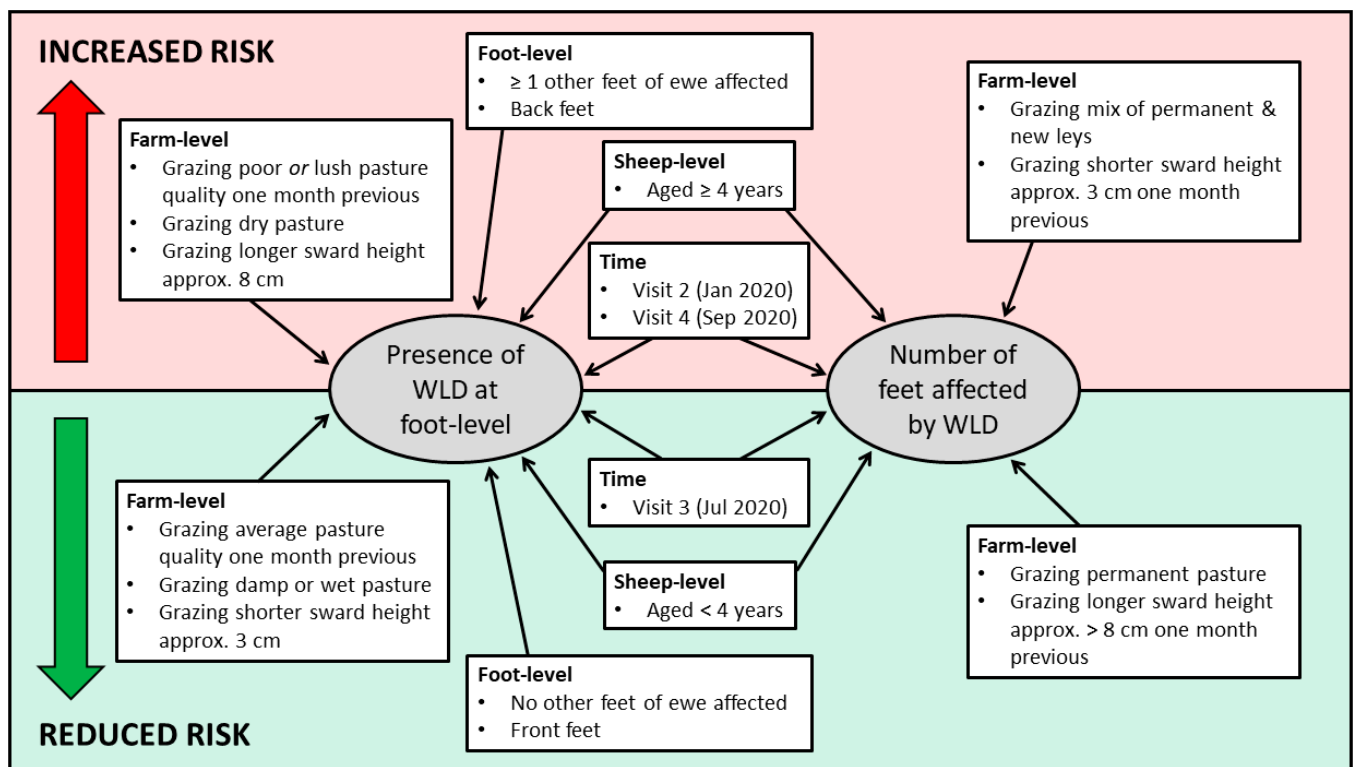 INCREASED RISK
Foot-level
• ≥ 1 other feet of ewe affected
• Back feet
Farm-level
• Grazing mix of permanent &
new leys
• Grazing shorter sward height
approx. 3 cm one month
previous
Farm-level
• Grazing poor or lush pasture
quality one month previous
• Grazing dry pasture
• Grazing longer sward height
approx. 8 cm
Sheep-level
• Aged ≥ 4 years
Time
• Visit 2 (Jan 2020)
• Visit 4 (Sep 2020)
Presence of
WLD at
foot-level
Number of
feet affected
by WLD
Time
• Visit 3 (Jul 2020)
Farm-level
• Grazing average pasture
quality one month previous
• Grazing damp or wet pasture
• Grazing shorter sward height
approx. 3 cm
Sheep-level
• Aged < 4 years
Farm-level
• Grazing permanent pasture
• Grazing longer sward height
approx. > 8 cm one month
previous
Foot-level
• No other feet of ewe affected
• Front feet
REDUCED RISK